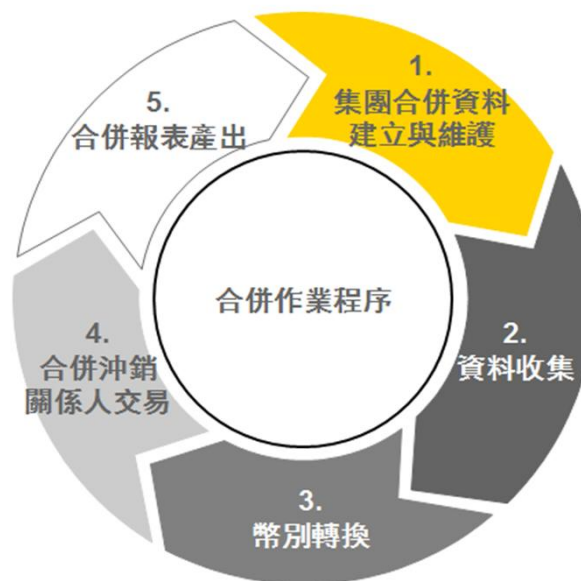 1.
集團合併資料
建立與維護
2.
資料收集
3.
幣別轉換
4.
合併沖銷
關係人交易
5.
合併報表產出
合併作業程序